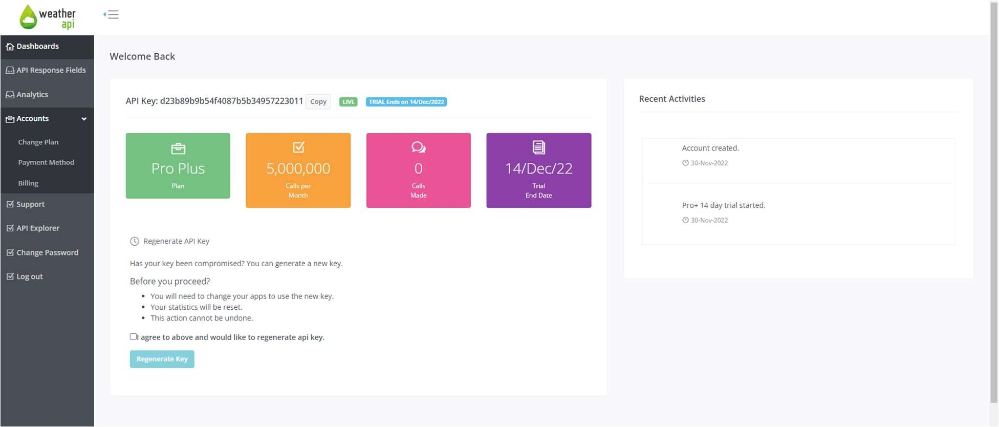 weather
api
Dashboards
API Response Fields
Analytics
Accounts
Change Plan
Payment Method
Billing
Support
API Explorer
Change Password
Log out
Welcome Back
API Key: d23b89b9b54f4087b5b34957223011 Copy LIVE TRIAL Ends on 14/Dec/2022
Pro Plus
Plan
5,000,000
Calls per
Month
0
Calls
Made
14/Dec/22
Trial
End Date
Regenerate API Key
Has your key been compromised? You can generate a new key.
Before you proceed?
You will need to change your apps to use the new key.
Your statistics will be reset.
This action cannot be undone.
I agree to above and would like to regenerate api key.
Regenerate Key
Recent Activities
Account created.
30-Nov-2022
Pro+ 14 day trial started.
30-Nov-2022